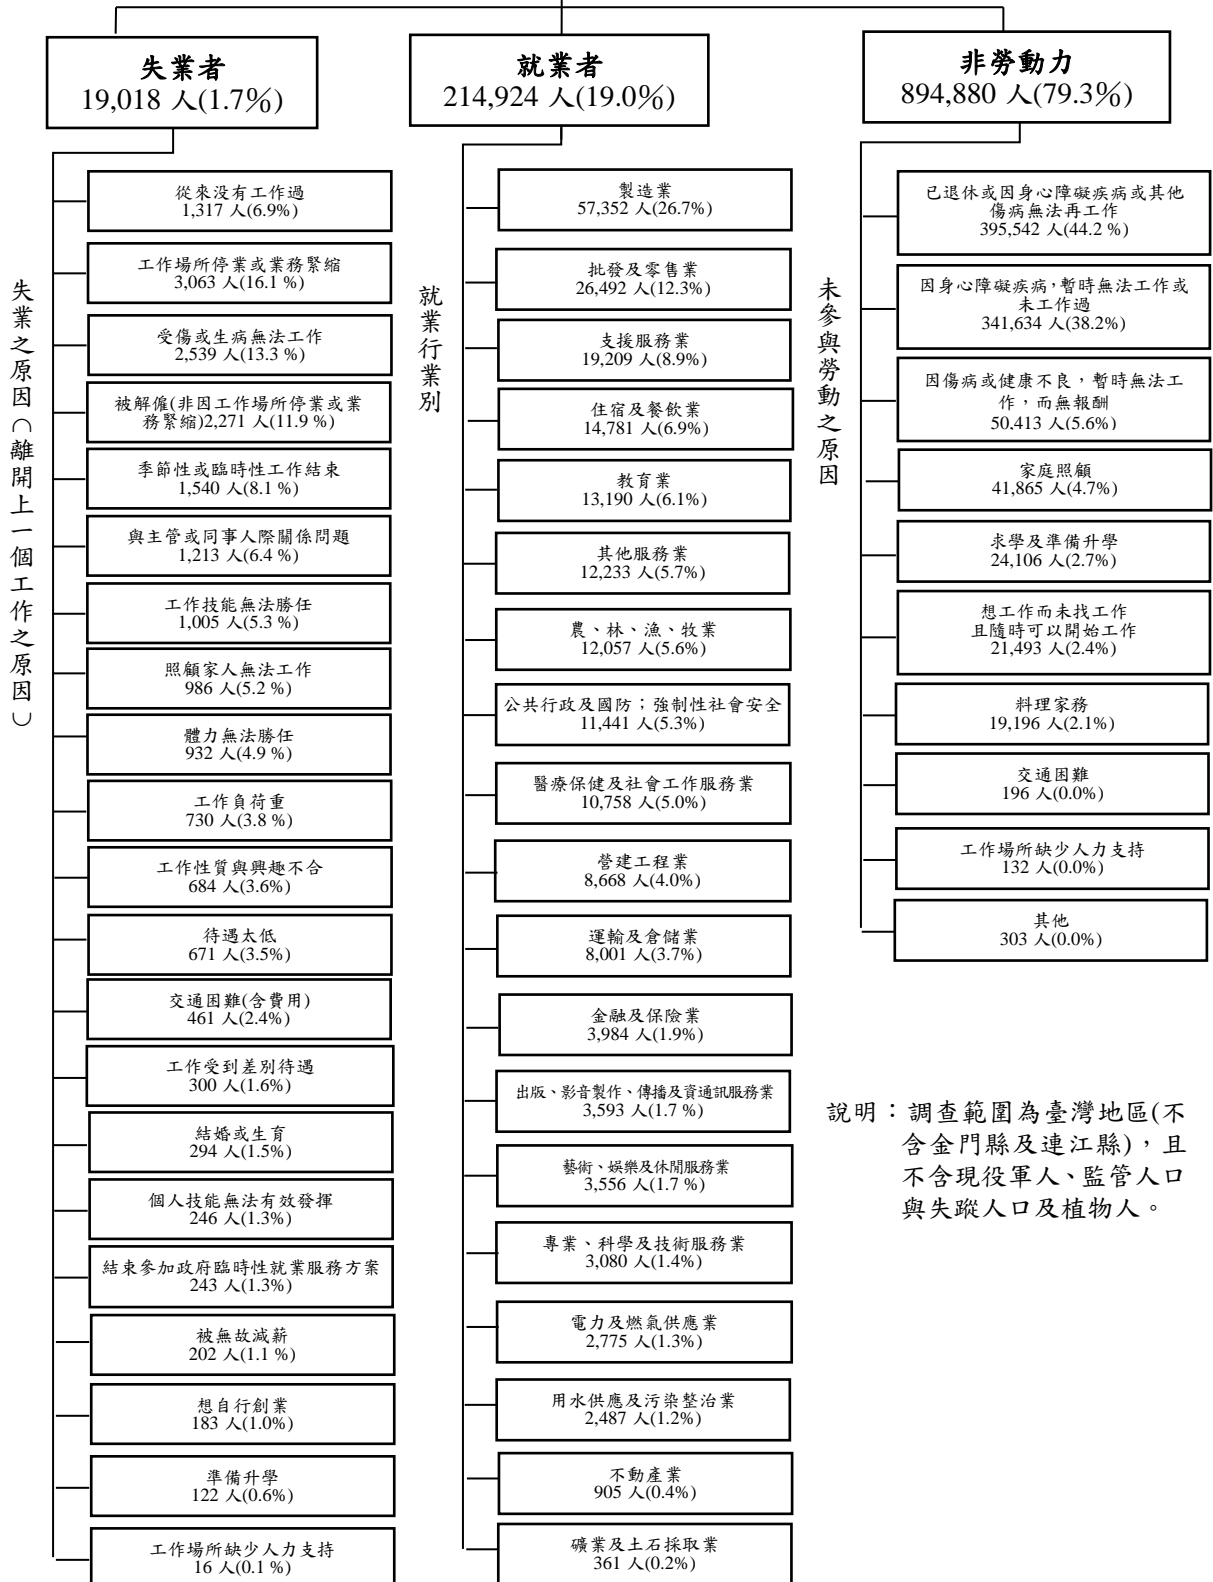 失業者
19,018 人(1.7%)
失業之原因(離開上一個工作之原因)
從來没有工作過
1,317 人(6.9%)
工作場所停業或業務緊縮
3,063 人(16.1 %)
受傷或生病無法工作
2,539 人(13.3 %)
被解僱(非因工作場所停業或業
務緊縮)2,271 人(11.9 %)
季節性或臨時性工作結束
1,540 人(8.1 %)
與主管或同事人際關係問題
1,213 人(6.4 %)
工作技能無法勝任
1,005 人(5.3 %)
照顧家人無法工作
986 人(5.2 %)
體力無法勝任
932 人(4.9 %)
工作負荷重
730 人(3.8 %)
工作性質與興趣不合
684 人(3.6%)
待遇太低
671 人(3.5%)
交通困難(含費用)
461 人(2.4%)
工作受到差別待遇
300 人(1.6%)
結婚或生育
294 人(1.5%)
個人技能無法有效發揮
246 人(1.3%)
結束參加政府臨時性就業服務方案
243 人(1.3%)
被無故減薪
202 人(1.1 %)
想自行創業
183 人(1.0%)
準備升學
122 人(0.6%)
工作場所缺少人力支持
16 人(0.1 %)
就業者
214,924 人(19.0%)
就業行業別
製造業
57,352 人(26.7%)
批發及零售業
26,492 人(12.3%)
支援服務業
19,209 人(8.9%)
住宿及餐飲業
14,781 人(6.9%)
教育業
13,190 人(6.1%)
其他服務業
12,233 人(5.7%)
農、林、漁、牧業
12,057 人(5.6%)
公共行政及國防；強制性社會安全
11,441 人(5.3%)
醫療保健及社會工作服務業
10,758 人(5.0%)
營建工程業
8,668 人(4.0%)
運輸及倉儲業
8,001 人(3.7%)
金融及保險業
3,984 人(1.9%)
出版、影音製作、傳播及資通訊服務業
3,593 人(1.7 %)
藝術、娛樂及休閒服務業
3,556 人(1.7 %)
專業、科學及技術服務業
3,080 人(1.4%)
電力及燃氣供應業
2,775 人(1.3%)
用水供應及污染整治業
2,487 人(1.2%)
不動產業
905 人(0.4%)
礦業及土石採取業
361 人(0.2%)
非勞動力
894,880 人(79.3%)
未參與勞動之原因
已退休或因身心障礙疾病或其他
傷病無法再工作
395,542 人(44.2 %)
因身心障礙疾病，暫時無法工作或
未工作過
341,634 人(38.2%)
因傷病或健康不良，暫時無法工
作，而無報酬
50,413 人(5.6%)
家庭照顧
41,865 人(4.7%)
求學及準備升學
24,106 人(2.7%)
想工作而未找工作
且隨時可以開始工作
21,493 人(2.4%)
料理家務
19,196 人(2.1%)
交通困難
196 人(0.0%)
工作場所缺少人力支持
132 人(0.0%)
其他
303 人(0.0%)
說明：調查範圍為臺灣地區(不
含金門縣及連江縣)，且
不含現役軍人、監管人口
與失蹤人口及植物人。